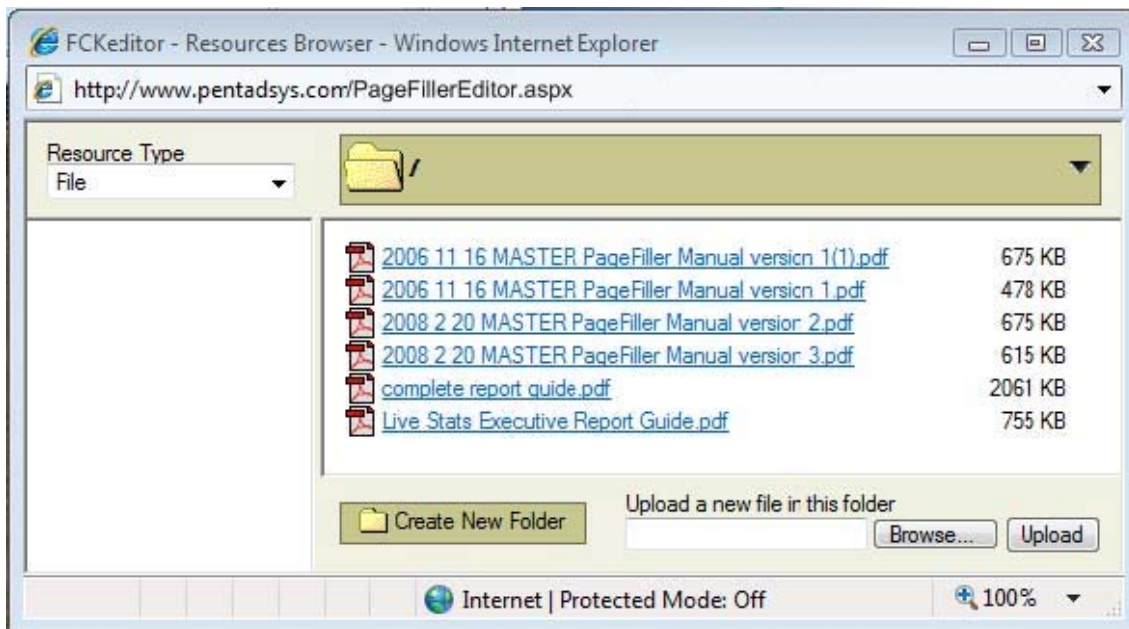 FCKeditor - Resources Browser - Windows Internet Explorer
http://www.pentadsys.com/PageFillerEditor.aspx
Resource Type
File
/
2006 11 16 MASTER PageFiller Manual version 1(1).pdf 675 KB
2006 11 16 MASTER PageFiller Manual version 1.pdf 478 KB
2008 2 20 MASTER PageFiller Manual version 2.pdf 675 KB
2008 2 20 MASTER PageFiller Manual version 3.pdf 615 KB
complete report guide.pdf 2061 KB
Live Stats Executive Report Guide.pdf 755 KB
Upload a new file in this folder
Create New Folder
Browse... Upload
Internet | Protected Mode: Off 100%